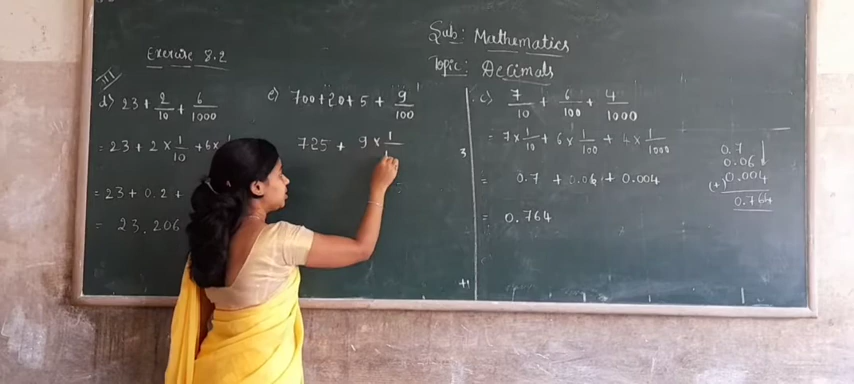 Sub: Mathematics
Topic: Decimals
Exercise 8.2
III
d) 23 + 2/10 + 6/1000
= 23 + 2 × 1/10 + 6×
= 23 + 0.2 +
= 23.206
e) 700+20+5 + 9/100
725 + 9 × 1/1
c) 7/10 + 6/100 + 4/1000
= 7 × 1/10 + 6 × 1/100 + 4 × 1/1000
= 0.7 + 0.06 + 0.004
= 0.764
0.7
0.06
0.004
(+)
0.764